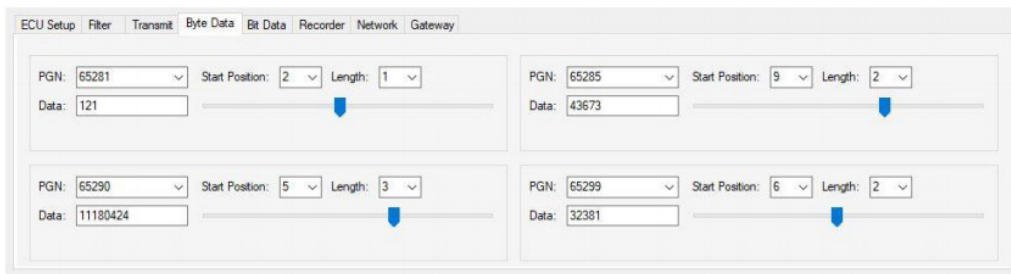 ECU Setup Filter Transmit Byte Data Bit Data Recorder Network Gateway
PGN: 65281 Start Position: 2 Length: 1
Data: 121
PGN: 65285 Start Position: 9 Length: 2
Data: 43673
PGN: 65290 Start Position: 5 Length: 3
Data: 11180424
PGN: 65299 Start Position: 6 Length: 2
Data: 32381